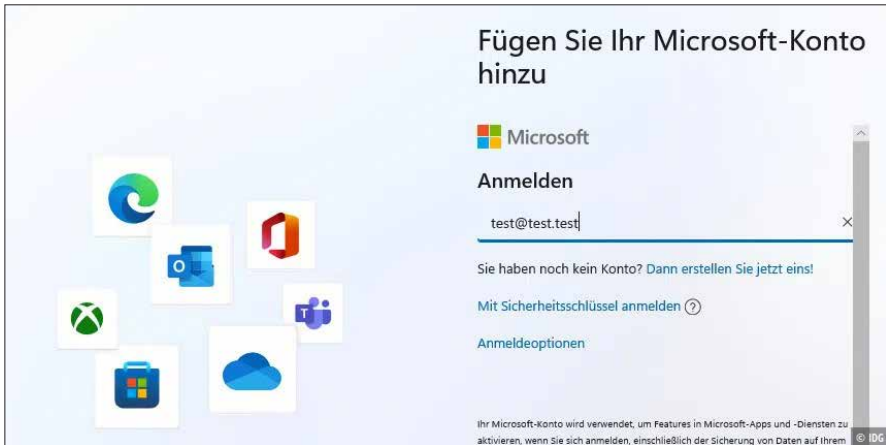 Fügen Sie Ihr Microsoft-Konto
hinzu
Microsoft
Anmelden
test@test.test
Sie haben noch kein Konto? Dann erstellen Sie jetzt eins!
Mit Sicherheitsschlüssel anmelden
Anmeldeoptionen
Ihr Microsoft-Konto wird verwendet, um Features in Microsoft-Apps und -Diensten zu
aktivieren, wenn Sie sich anmelden, einschließlich der Sicherung von Daten auf Ihrem
© IDG